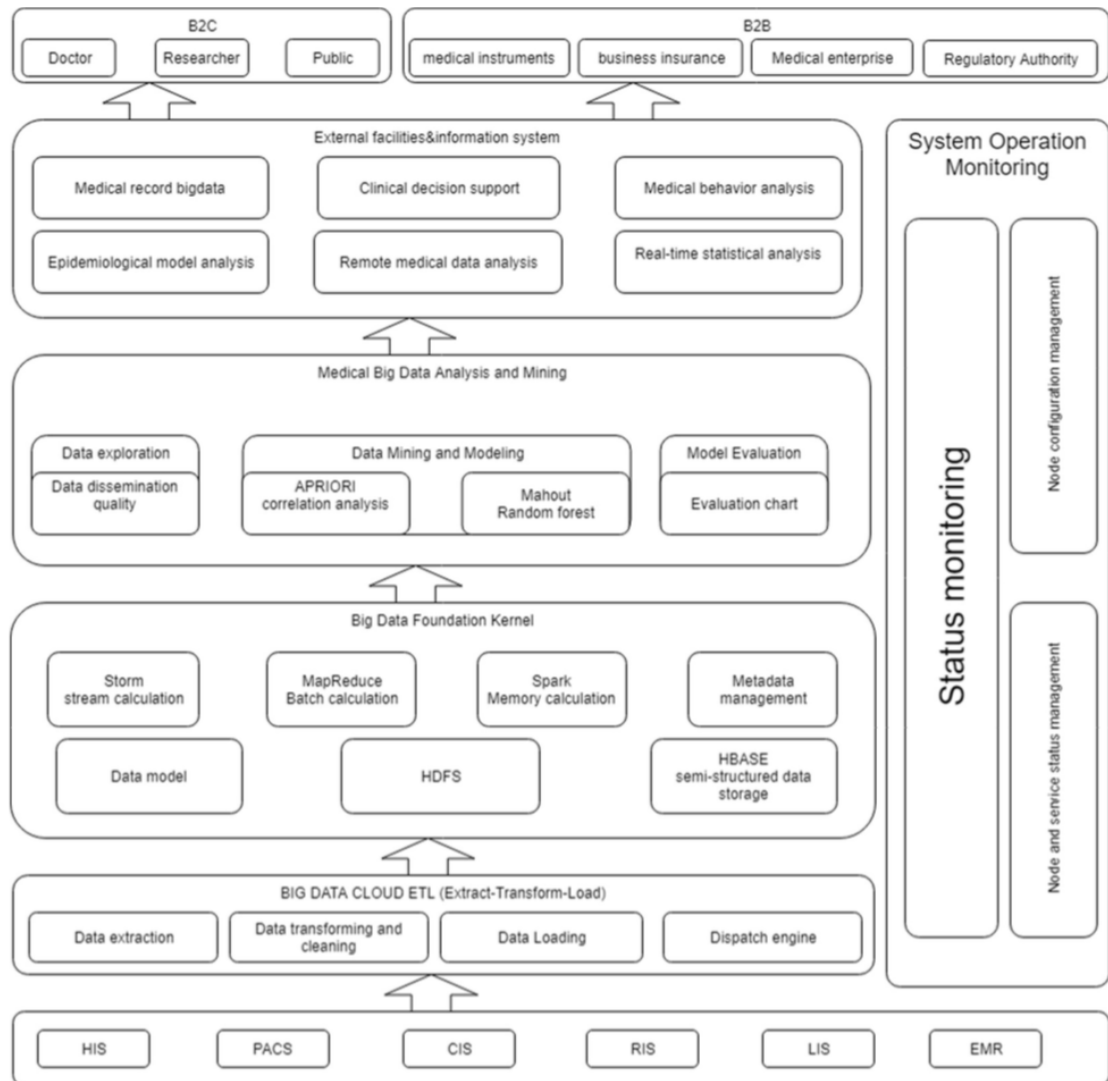 B2C
Doctor
Researcher
Public
B2B
medical instruments
business insurance
Medical enterprise
Regulatory Authority
External facilities&information system
Medical record bigdata
Clinical decision support
Medical behavior analysis
Epidemiological model analysis
Remote medical data analysis
Real-time statistical analysis
Medical Big Data Analysis and Mining
Data exploration
Data dissemination
quality
Data Mining and Modeling
APRIORI
correlation analysis
Mahout
Random forest
Model Evaluation
Evaluation chart
Big Data Foundation Kernel
Storm
stream calculation
MapReduce
Batch calculation
Spark
Memory calculation
Metadata
management
Data model
HDFS
HBASE
semi-structured data
storage
BIG DATA CLOUD ETL (Extract-Transform-Load)
Data extraction
Data transforming and
cleaning
Data Loading
Dispatch engine
HIS
PACS
CIS
RIS
LIS
EMR
System Operation
Monitoring
Status monitoring
Node configuration management
Node and service status management